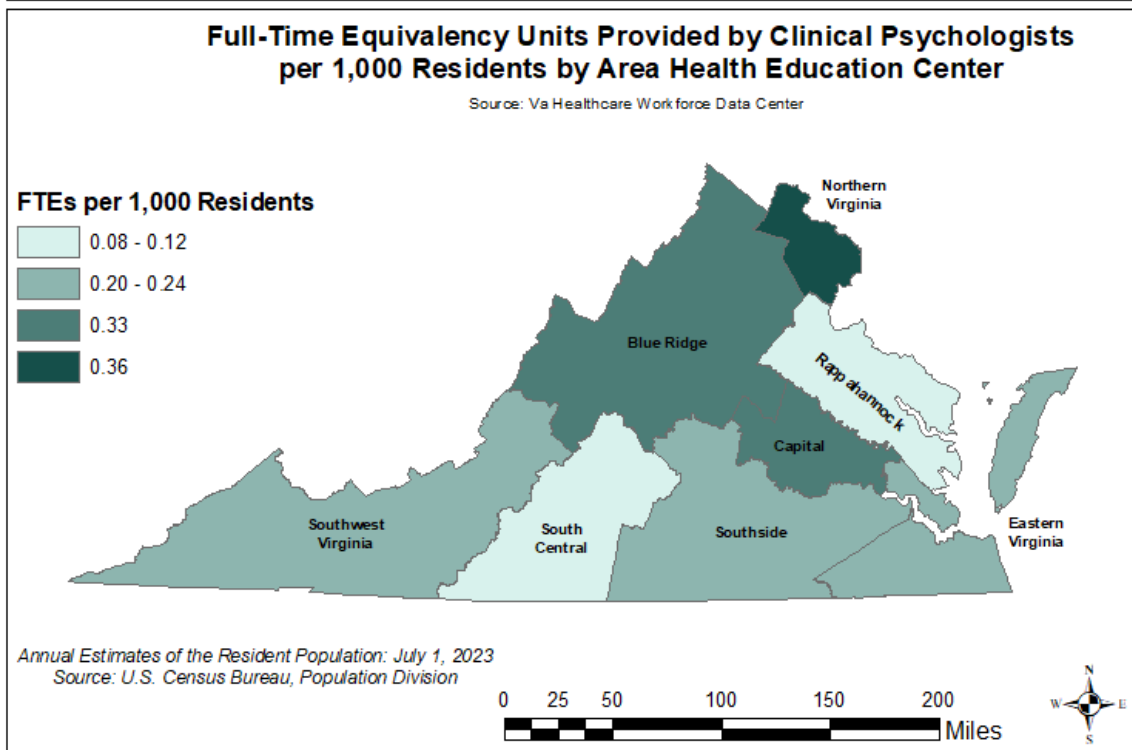 Full-Time Equivalency Units Provided by Clinical Psychologists
per 1,000 Residents by Area Health Education Center
Source: Va Healthcare Workforce Data Center
FTEs per 1,000 Residents
0.08 - 0.12
0.20 - 0.24
0.33
0.36
Northern
Virginia
Blue Ridge
Rappahannock
Capital
Southwest
Virginia
South
Central
Southside
Eastern
Virginia
Annual Estimates of the Resident Population: July 1, 2023
Source: U.S. Census Bureau, Population Division
0 25 50 100 150 200
Miles
N
W E
S